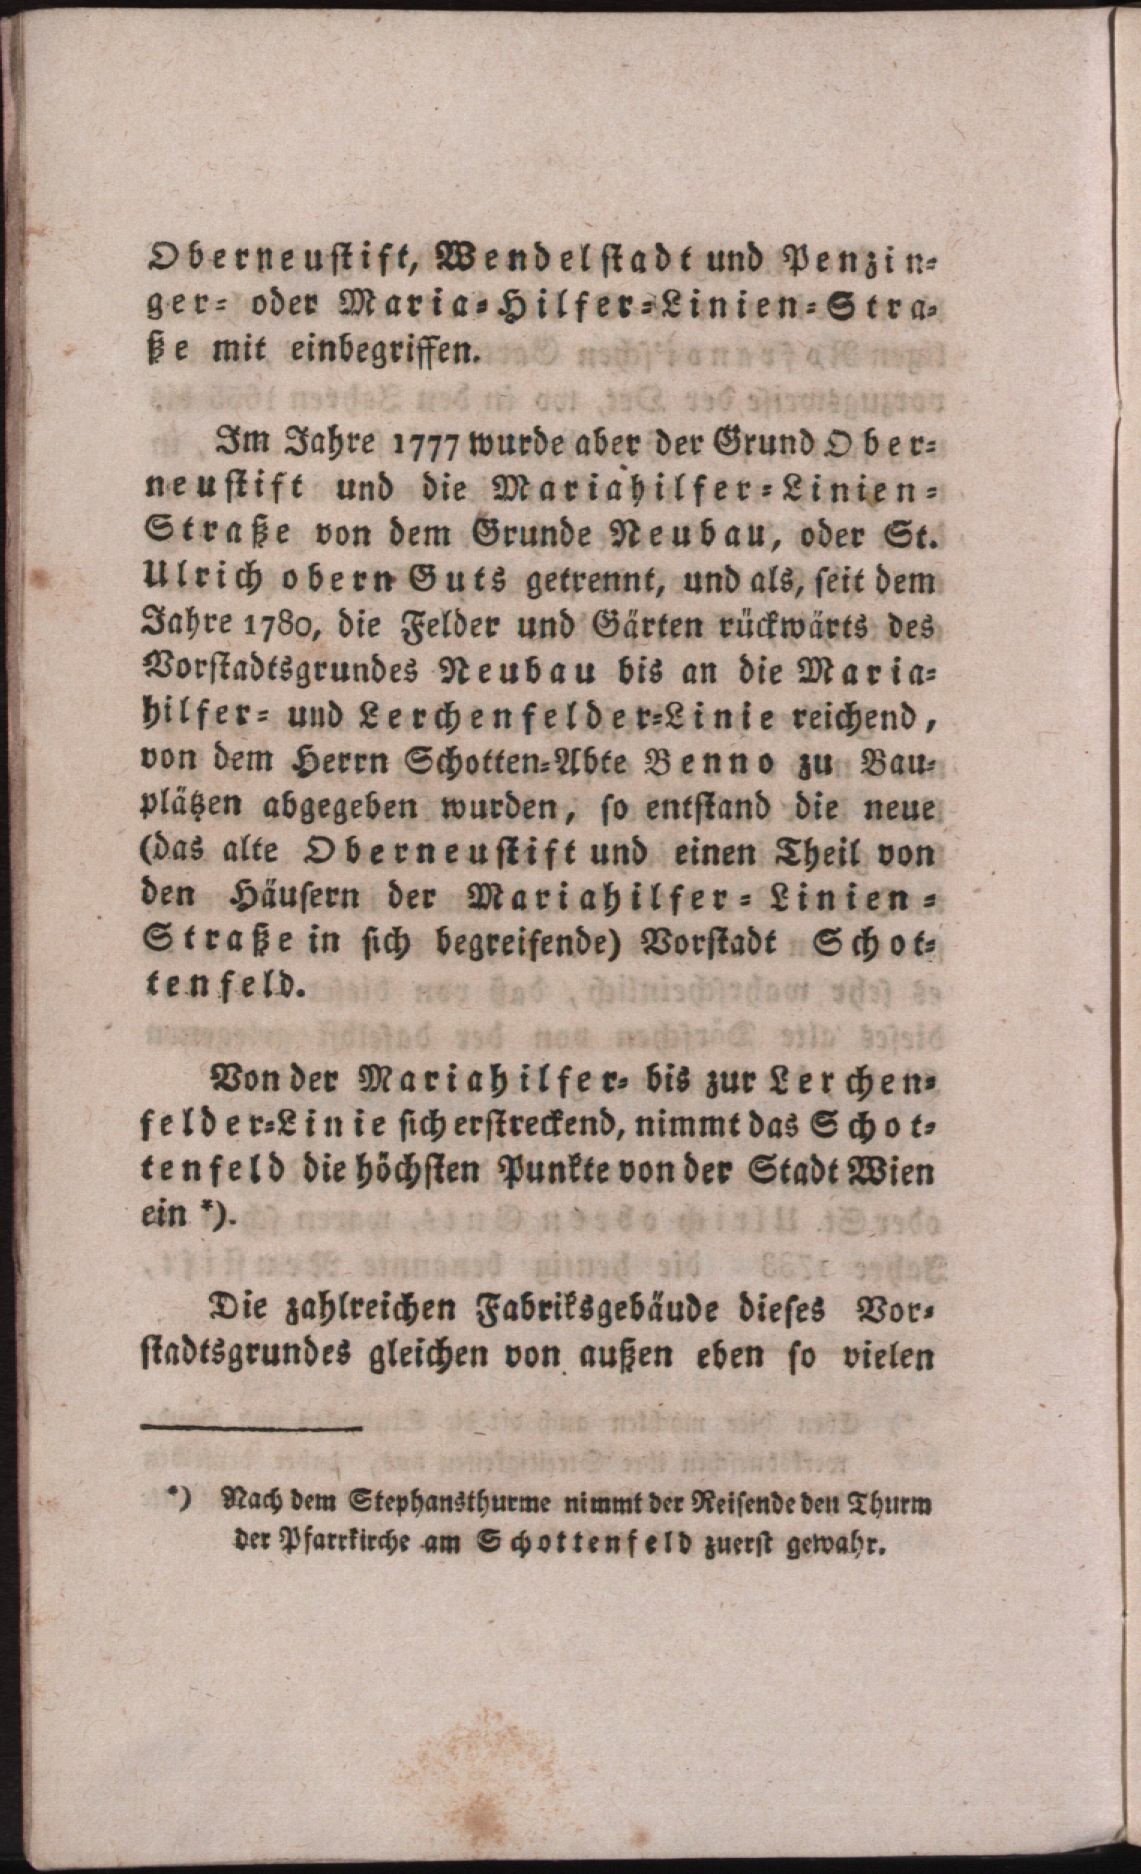 Oberneustift, Wendelstadt und Penzin-
ger- oder Maria-Hilfer-Linien-Stra-
ße mit einbegriffen.
Im Jahre 1777 wurde aber der Grund Ober-
neustift und die Mariahilfer-Linien-
Straße von dem Grunde Neubau, oder St.
Ulrich obern Guts getrennt, und als, seit dem
Jahre 1780, die Felder und Gärten rückwärts des
Vorstadtsgrundes Neubau bis an die Maria-
hilfer- und Lerchenfelder-Linie reichend,
von dem Herrn Schotten-Abte Benno zu Bau-
plätzen abgegeben wurden, so entstand die neue
(das alte Oberneustift und einen Theil von
den Häusern der Mariahilfer-Linien-
Straße in sich begreifende) Vorstadt Schot-
tenfeld.
Von der Mariahilfer- bis zur Lerchen-
felder-Linie sich erstreckend, nimmt das Schot-
tenfeld die höchsten Punkte von der Stadt Wien
ein *).
Die zahlreichen Fabriksgebäude dieses Vor-
stadtsgrundes gleichen von außen eben so vielen
*) Nach dem Stephansthurme nimmt der Reisende den Thurm
der Pfarrkirche am Schottenfeld zuerst gewahr.